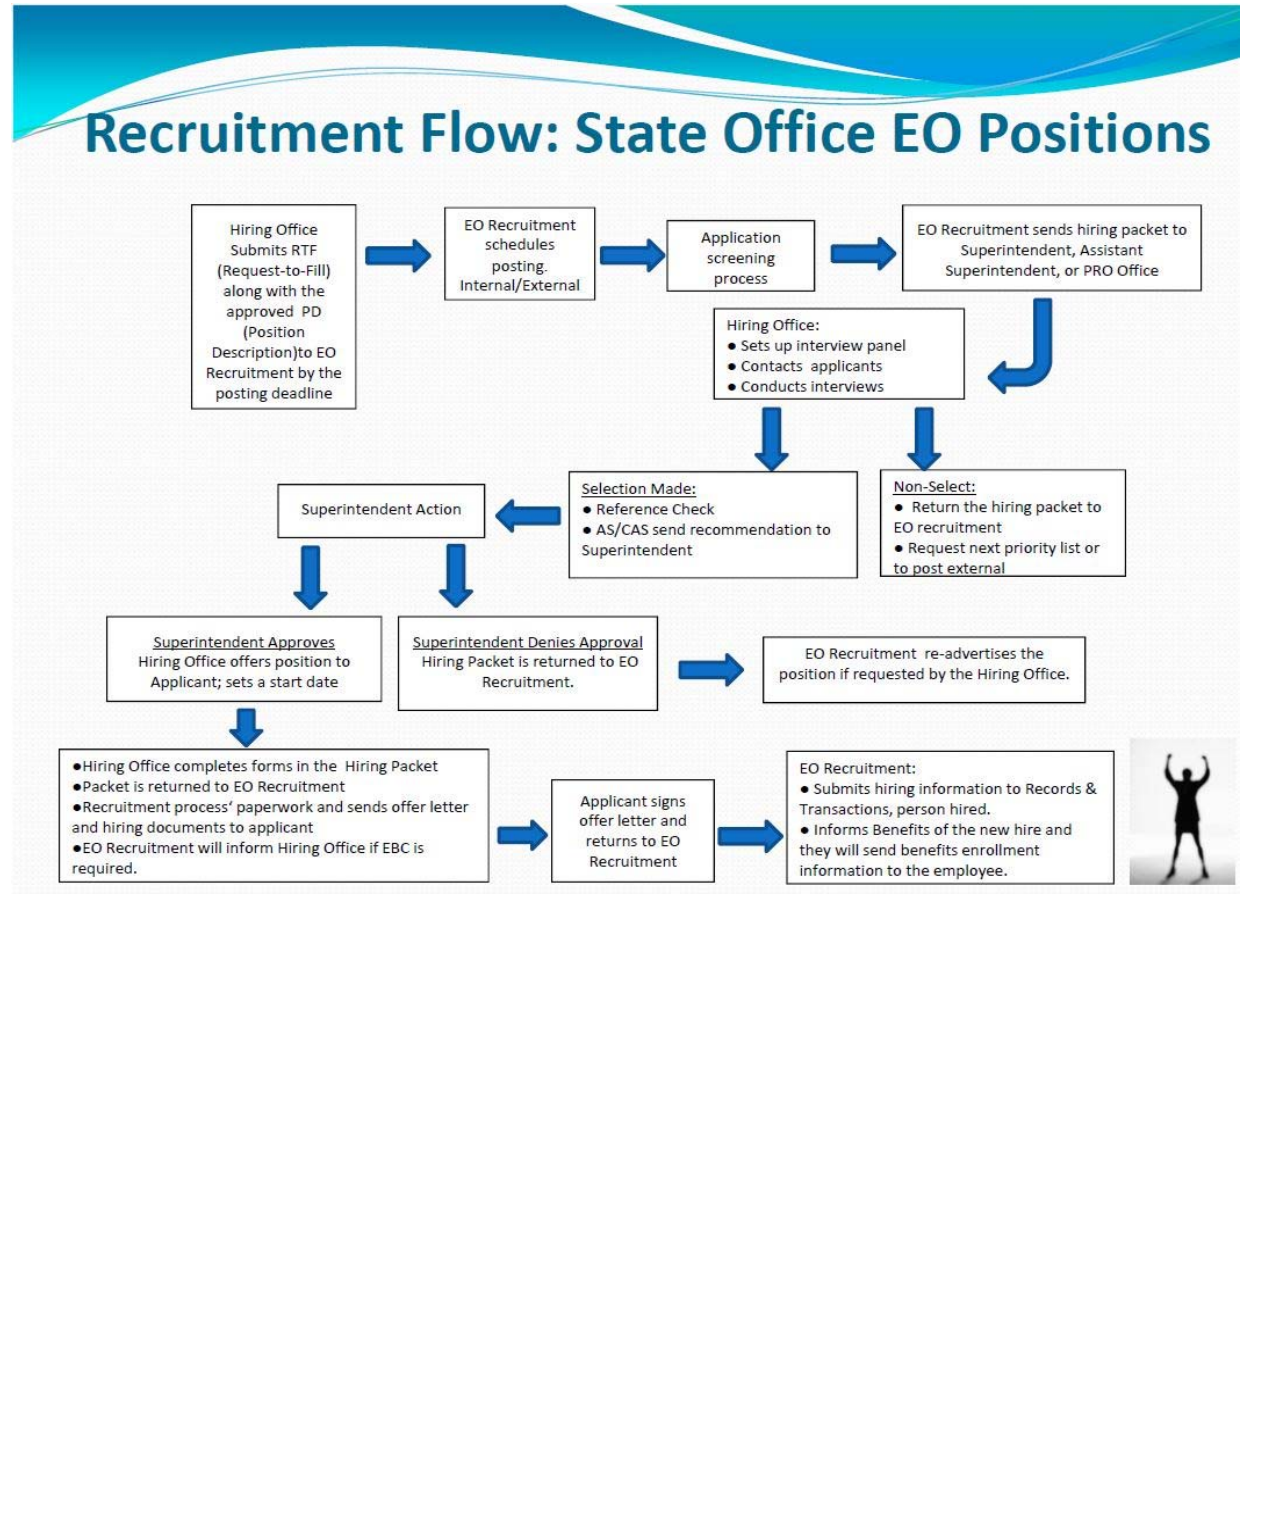 Recruitment Flow: State Office EO Positions
Hiring Office
Submits RTF
(Request-to-Fill)
along with the
approved PD
(Position
Description)to EO
Recruitment by the
posting deadline
EO Recruitment
schedules
posting.
Internal/External
Application
screening
process
EO Recruitment sends hiring packet to
Superintendent, Assistant
Superintendent, or PRO Office
Hiring Office:
● Sets up interview panel
● Contacts applicants
● Conducts interviews
Selection Made:
● Reference Check
● AS/CAS send recommendation to
Superintendent
Non-Select:
● Return the hiring packet to
EO recruitment
● Request next priority list or
to post external
Superintendent Action
Superintendent Approves
Hiring Office offers position to
Applicant; sets a start date
Superintendent Denies Approval
Hiring Packet is returned to EO
Recruitment.
EO Recruitment re-advertises the
position if requested by the Hiring Office.
●Hiring Office completes forms in the Hiring Packet
●Packet is returned to EO Recruitment
●Recruitment process‘ paperwork and sends offer letter
and hiring documents to applicant
●EO Recruitment will inform Hiring Office if EBC is
required.
Applicant signs
offer letter and
returns to EO
Recruitment
EO Recruitment:
● Submits hiring information to Records &
Transactions, person hired.
● Informs Benefits of the new hire and
they will send benefits enrollment
information to the employee.